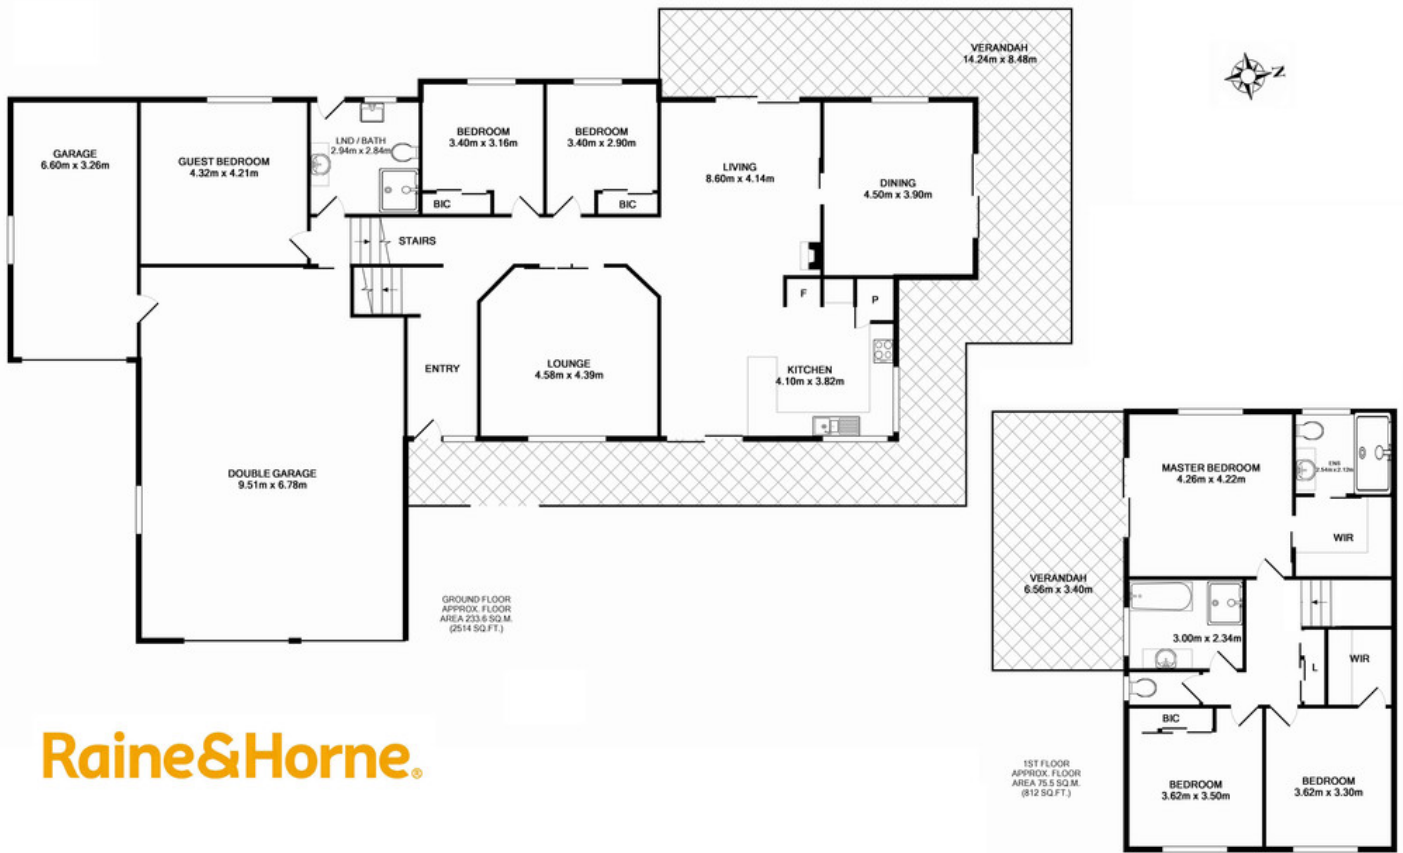 VERANDAH
14.24m x 8.48m
N
GARAGE
6.60m x 3.26m
GUEST BEDROOM
4.32m x 4.21m
LND / BATH
2.94m x 2.84m
BEDROOM
3.40m x 3.16m
BIC
BEDROOM
3.40m x 2.90m
BIC
LIVING
8.60m x 4.14m
DINING
4.50m x 3.90m
STAIRS
F
P
ENTRY
LOUNGE
4.58m x 4.39m
KITCHEN
4.10m x 3.82m
DOUBLE GARAGE
9.51m x 6.78m
GROUND FLOOR
APPROX. FLOOR
AREA 233.6 SQ.M.
(2514 SQ.FT.)
MASTER BEDROOM
4.26m x 4.22m
ENS
2.54m x 2.12m
WIR
VERANDAH
6.56m x 3.40m
3.00m x 2.34m
L
WIR
BIC
BEDROOM
3.62m x 3.50m
BEDROOM
3.62m x 3.30m
1ST FLOOR
APPROX. FLOOR
AREA 75.5 SQ.M.
(812 SQ.FT.)
Raine&Horne®